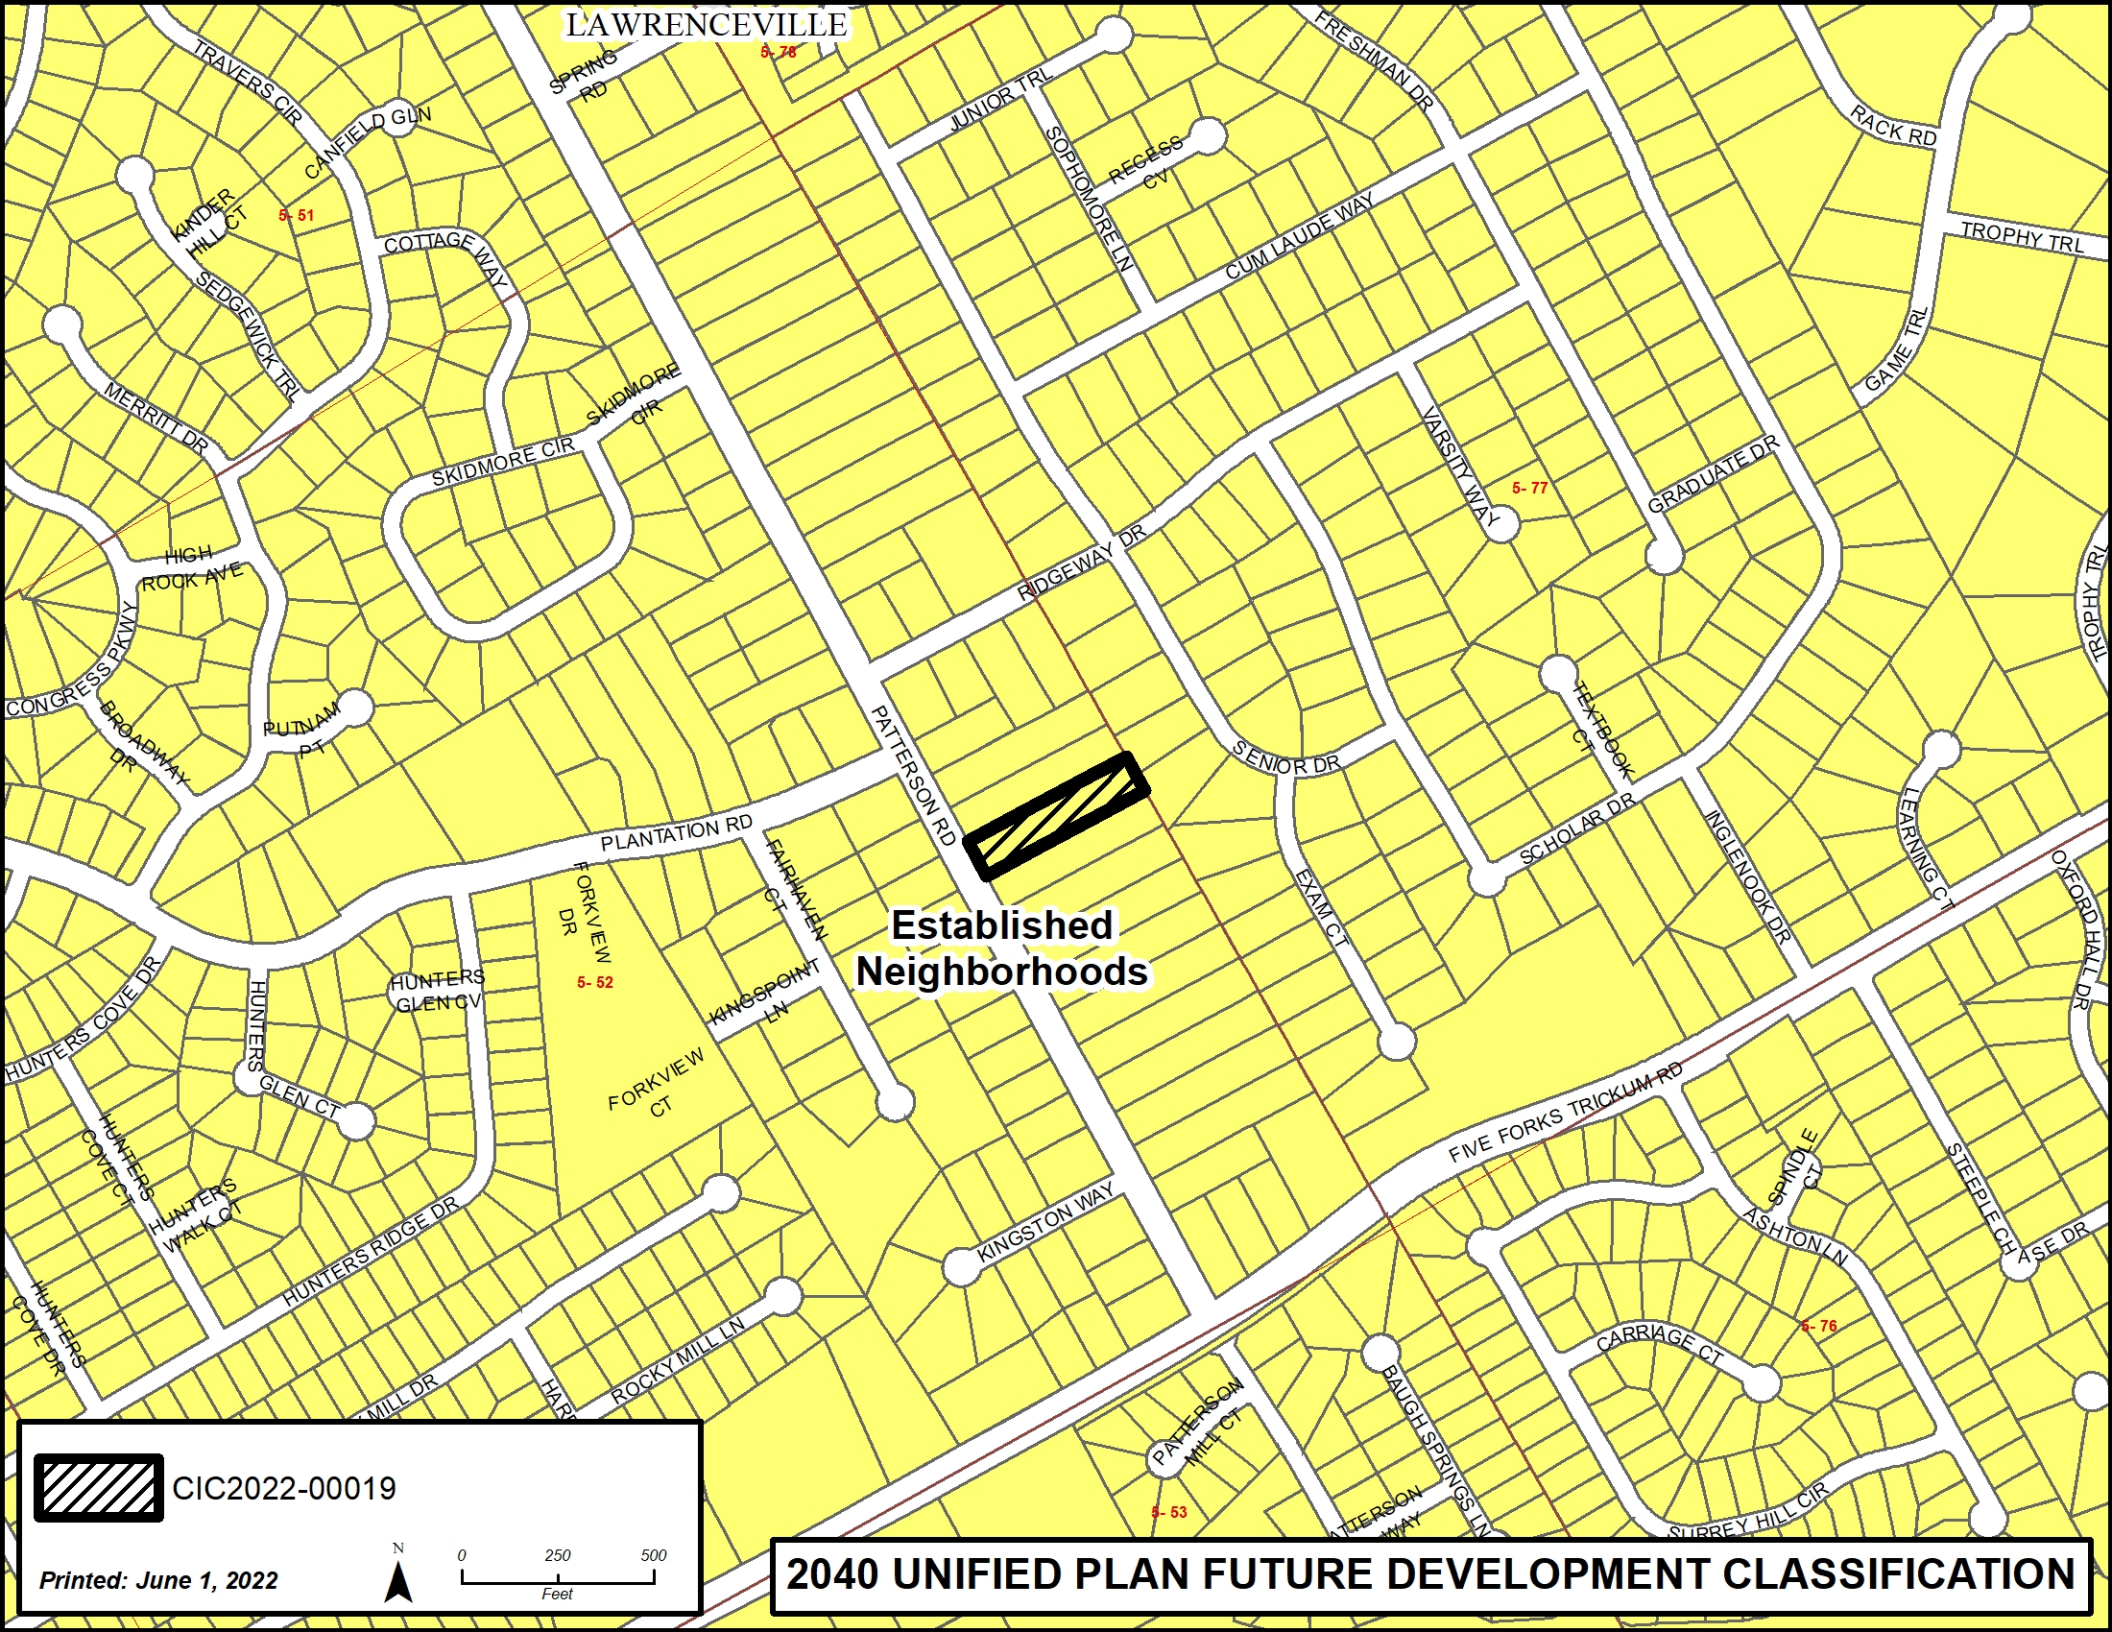 LAWRENCEVILLE
5- 78
SPRING
RD
TRAVERS CIR
CANFIELD GLN
JUNIOR TRL
FRESHMAN DR
RACK RD
SOPHOMORE LN
RECESS
CV
KINDER
HILL CT
5- 51
COTTAGE WAY
CUM LAUDE WAY
TROPHY TRL
SEDGEWICK TRL
GAME TRL
MERRITT DR
SKIDMORE
CIR
SKIDMORE CIR
VARSITY WAY
5- 77
GRADUATE DR
HIGH
ROCK AVE
RIDGEWAY DR
TROPHY TRL
CONGRESS PKWY
BROADWAY
DR
PUTNAM
PT
PATTERSON RD
SENIOR DR
TEXTBOOK
CT
PLANTATION RD
FORKVIEW
DR
FAIRHAVEN
CT
SCHOLAR DR
INGLENOOK DR
LEARNING CT
OXFORD HALL DR
EXAM CT
Established
Neighborhoods
HUNTERS COVE DR
HUNTERS
GLEN CT
HUNTERS
GLEN CV
5- 52
KINGSPOINT
LN
FORKVIEW
CT
FIVE FORKS TRICKUM RD
HUNTERS
COVE CT
HUNTERS
WALK CT
HUNTERS RIDGE DR
KINGSTON WAY
SPINDLE
CT
ASHTON LN
STEEPLE CH
ASE DR
HUNTERS
COVE DR
ROCKY MILL LN
MILL DR
CARRIAGE CT
5- 76
PATTERSON
MILL CT
BAUGH SPRINGS LN
5- 53
ATTERSON
WAY
SURREY HILL CIR
CIC2022-00019
Printed: June 1, 2022
N
0 250 500
Feet
2040 UNIFIED PLAN FUTURE DEVELOPMENT CLASSIFICATION